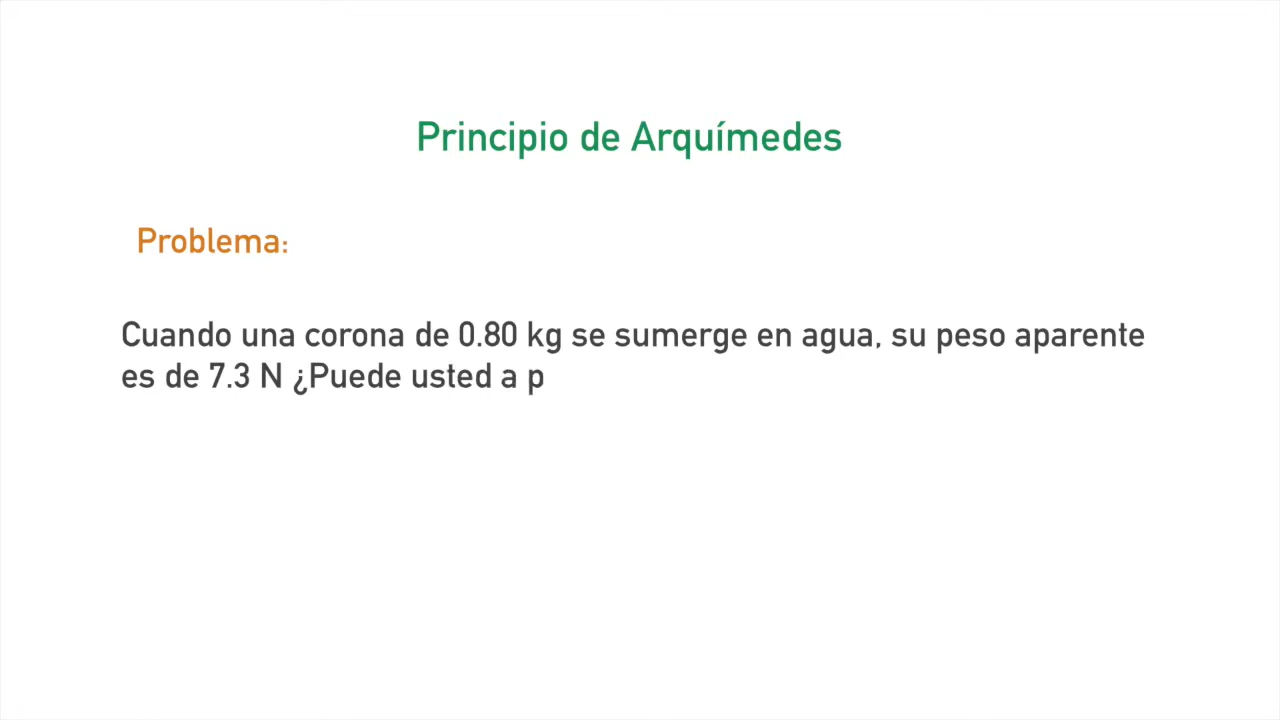 Principio de Arquímedes
Problema:
Cuando una corona de 0.80 kg se sumerge en agua, su peso aparente
es de 7.3 N ¿Puede usted a p